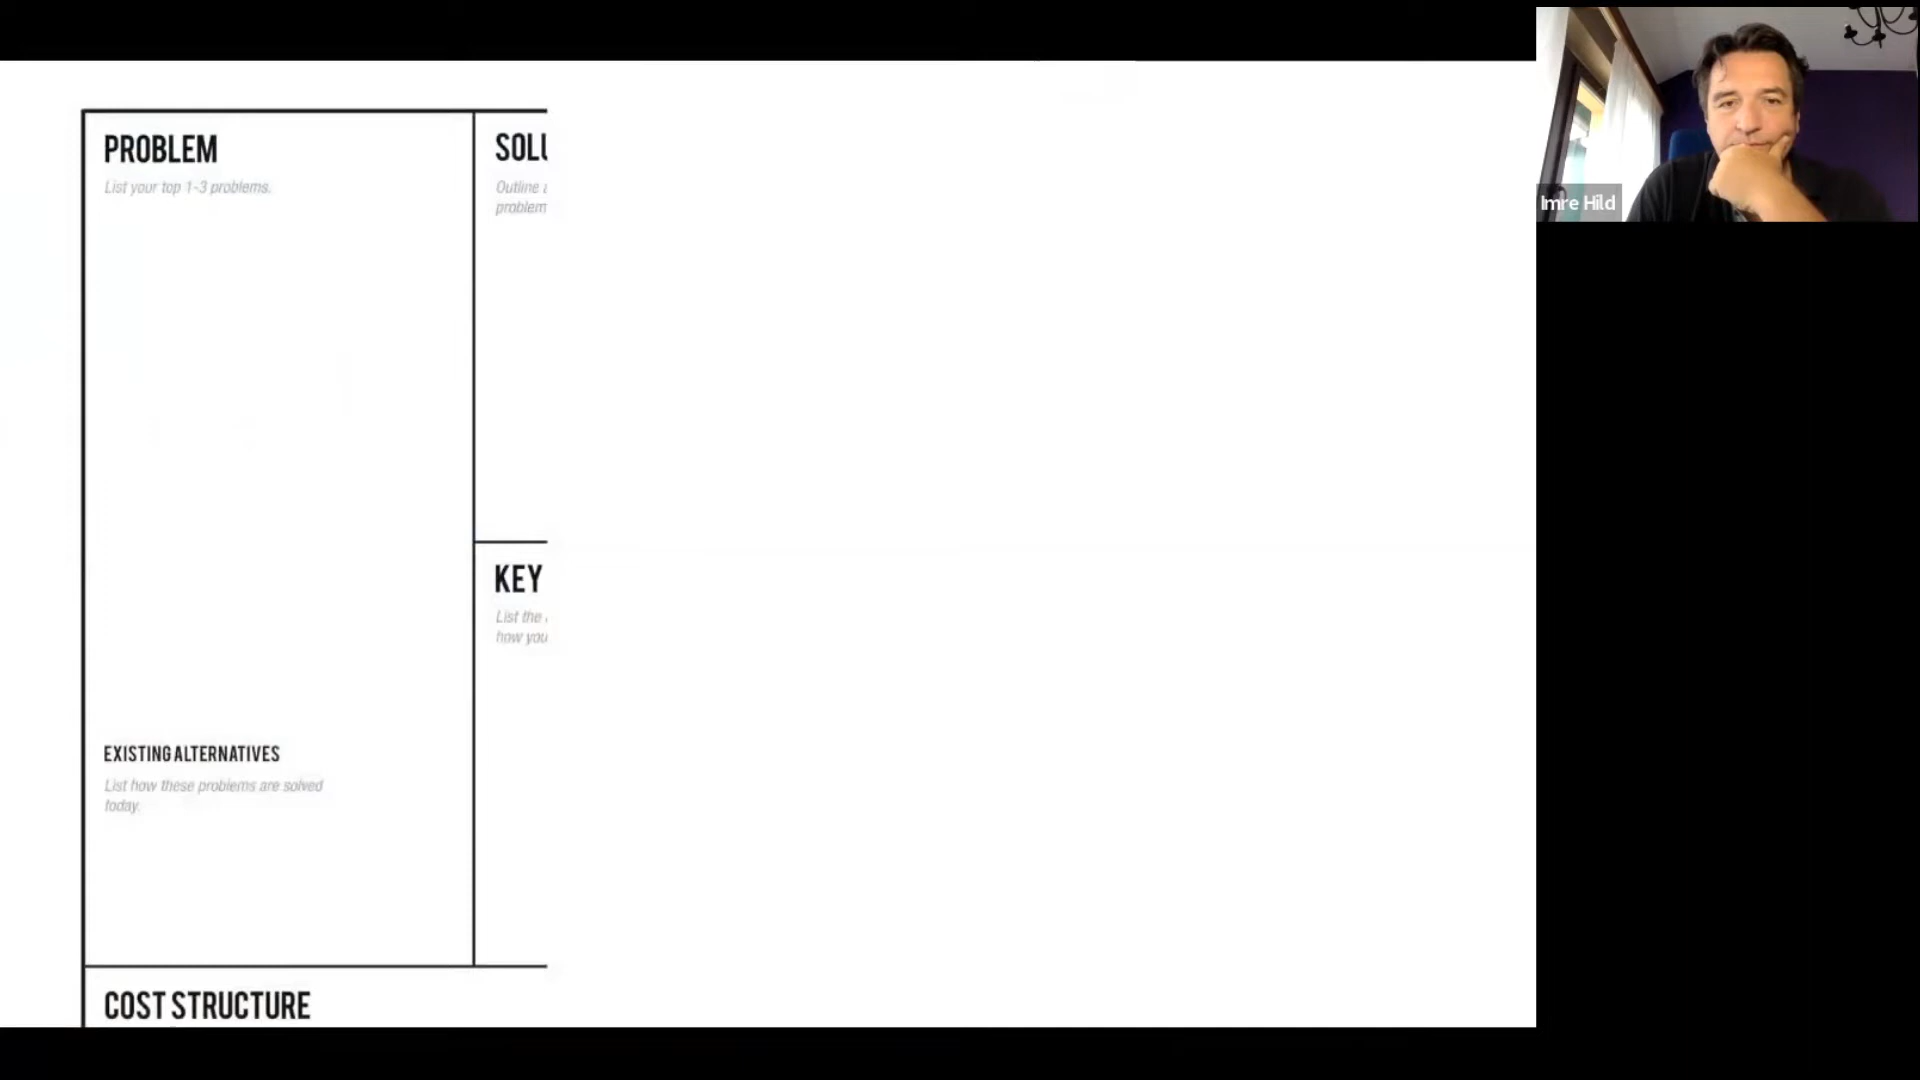 PROBLEM
List your top 1-3 problems.
EXISTING ALTERNATIVES
List how these problems are solved
today.
SOLU
Outline
problem
KEY
List the
how you
COST STRUCTURE
Imre Hild